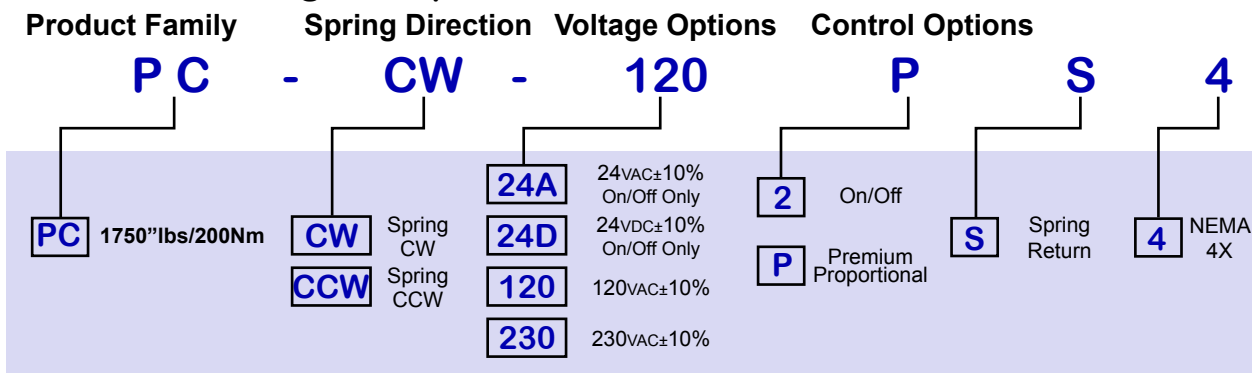 Product Family Spring Direction Voltage Options Control Options
PC - CW - 120 P S 4
PC 1750"lbs/200Nm
CW Spring CW
CCW Spring CCW
24A 24VAC±10%
On/Off Only
24D 24VDC±10%
On/Off Only
120 120VAC±10%
230 230VAC±10%
2 On/Off
P Premium
Proportional
S Spring
Return
4 NEMA
4X